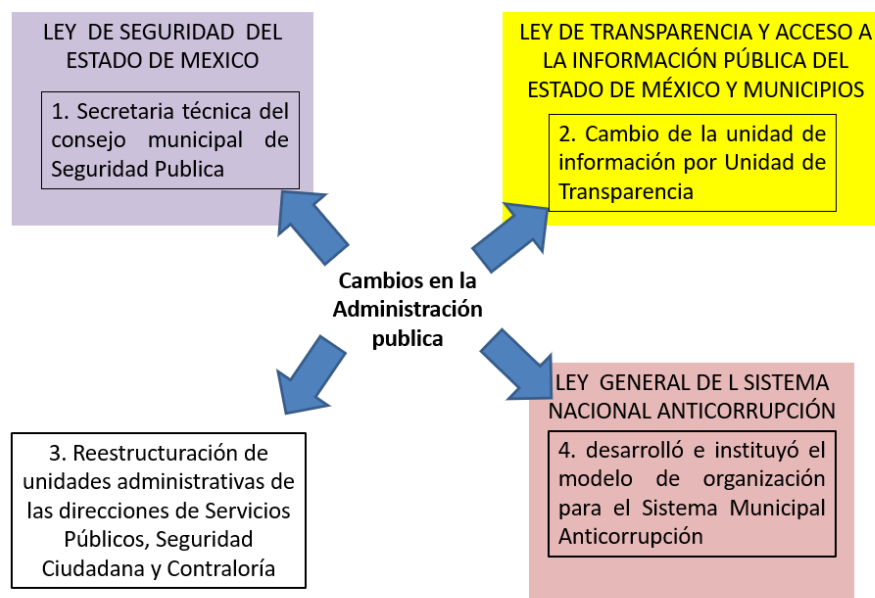 LEY  DE SEGURIDAD  DEL
ESTADO DE MEXICO
1. Secretaria técnica del
consejo municipal de
Seguridad Publica
LEY DE TRANSPARENCIA Y ACCESO A
LA INFORMACIÓN PÚBLICA DEL
ESTADO DE MÉXICO Y MUNICIPIOS
2. Cambio de la unidad de
información por Unidad de
Transparencia
Cambios en la
Administración
publica
3. Reestructuración de
unidades administrativas de
las direcciones de Servicios
Públicos, Seguridad
Ciudadana y Contraloría
LEY  GENERAL DE L SISTEMA
NACIONAL ANTICORRUPCIÓN
4. desarrolló e instituyó el
modelo de organización
para el Sistema Municipal
Anticorrupción